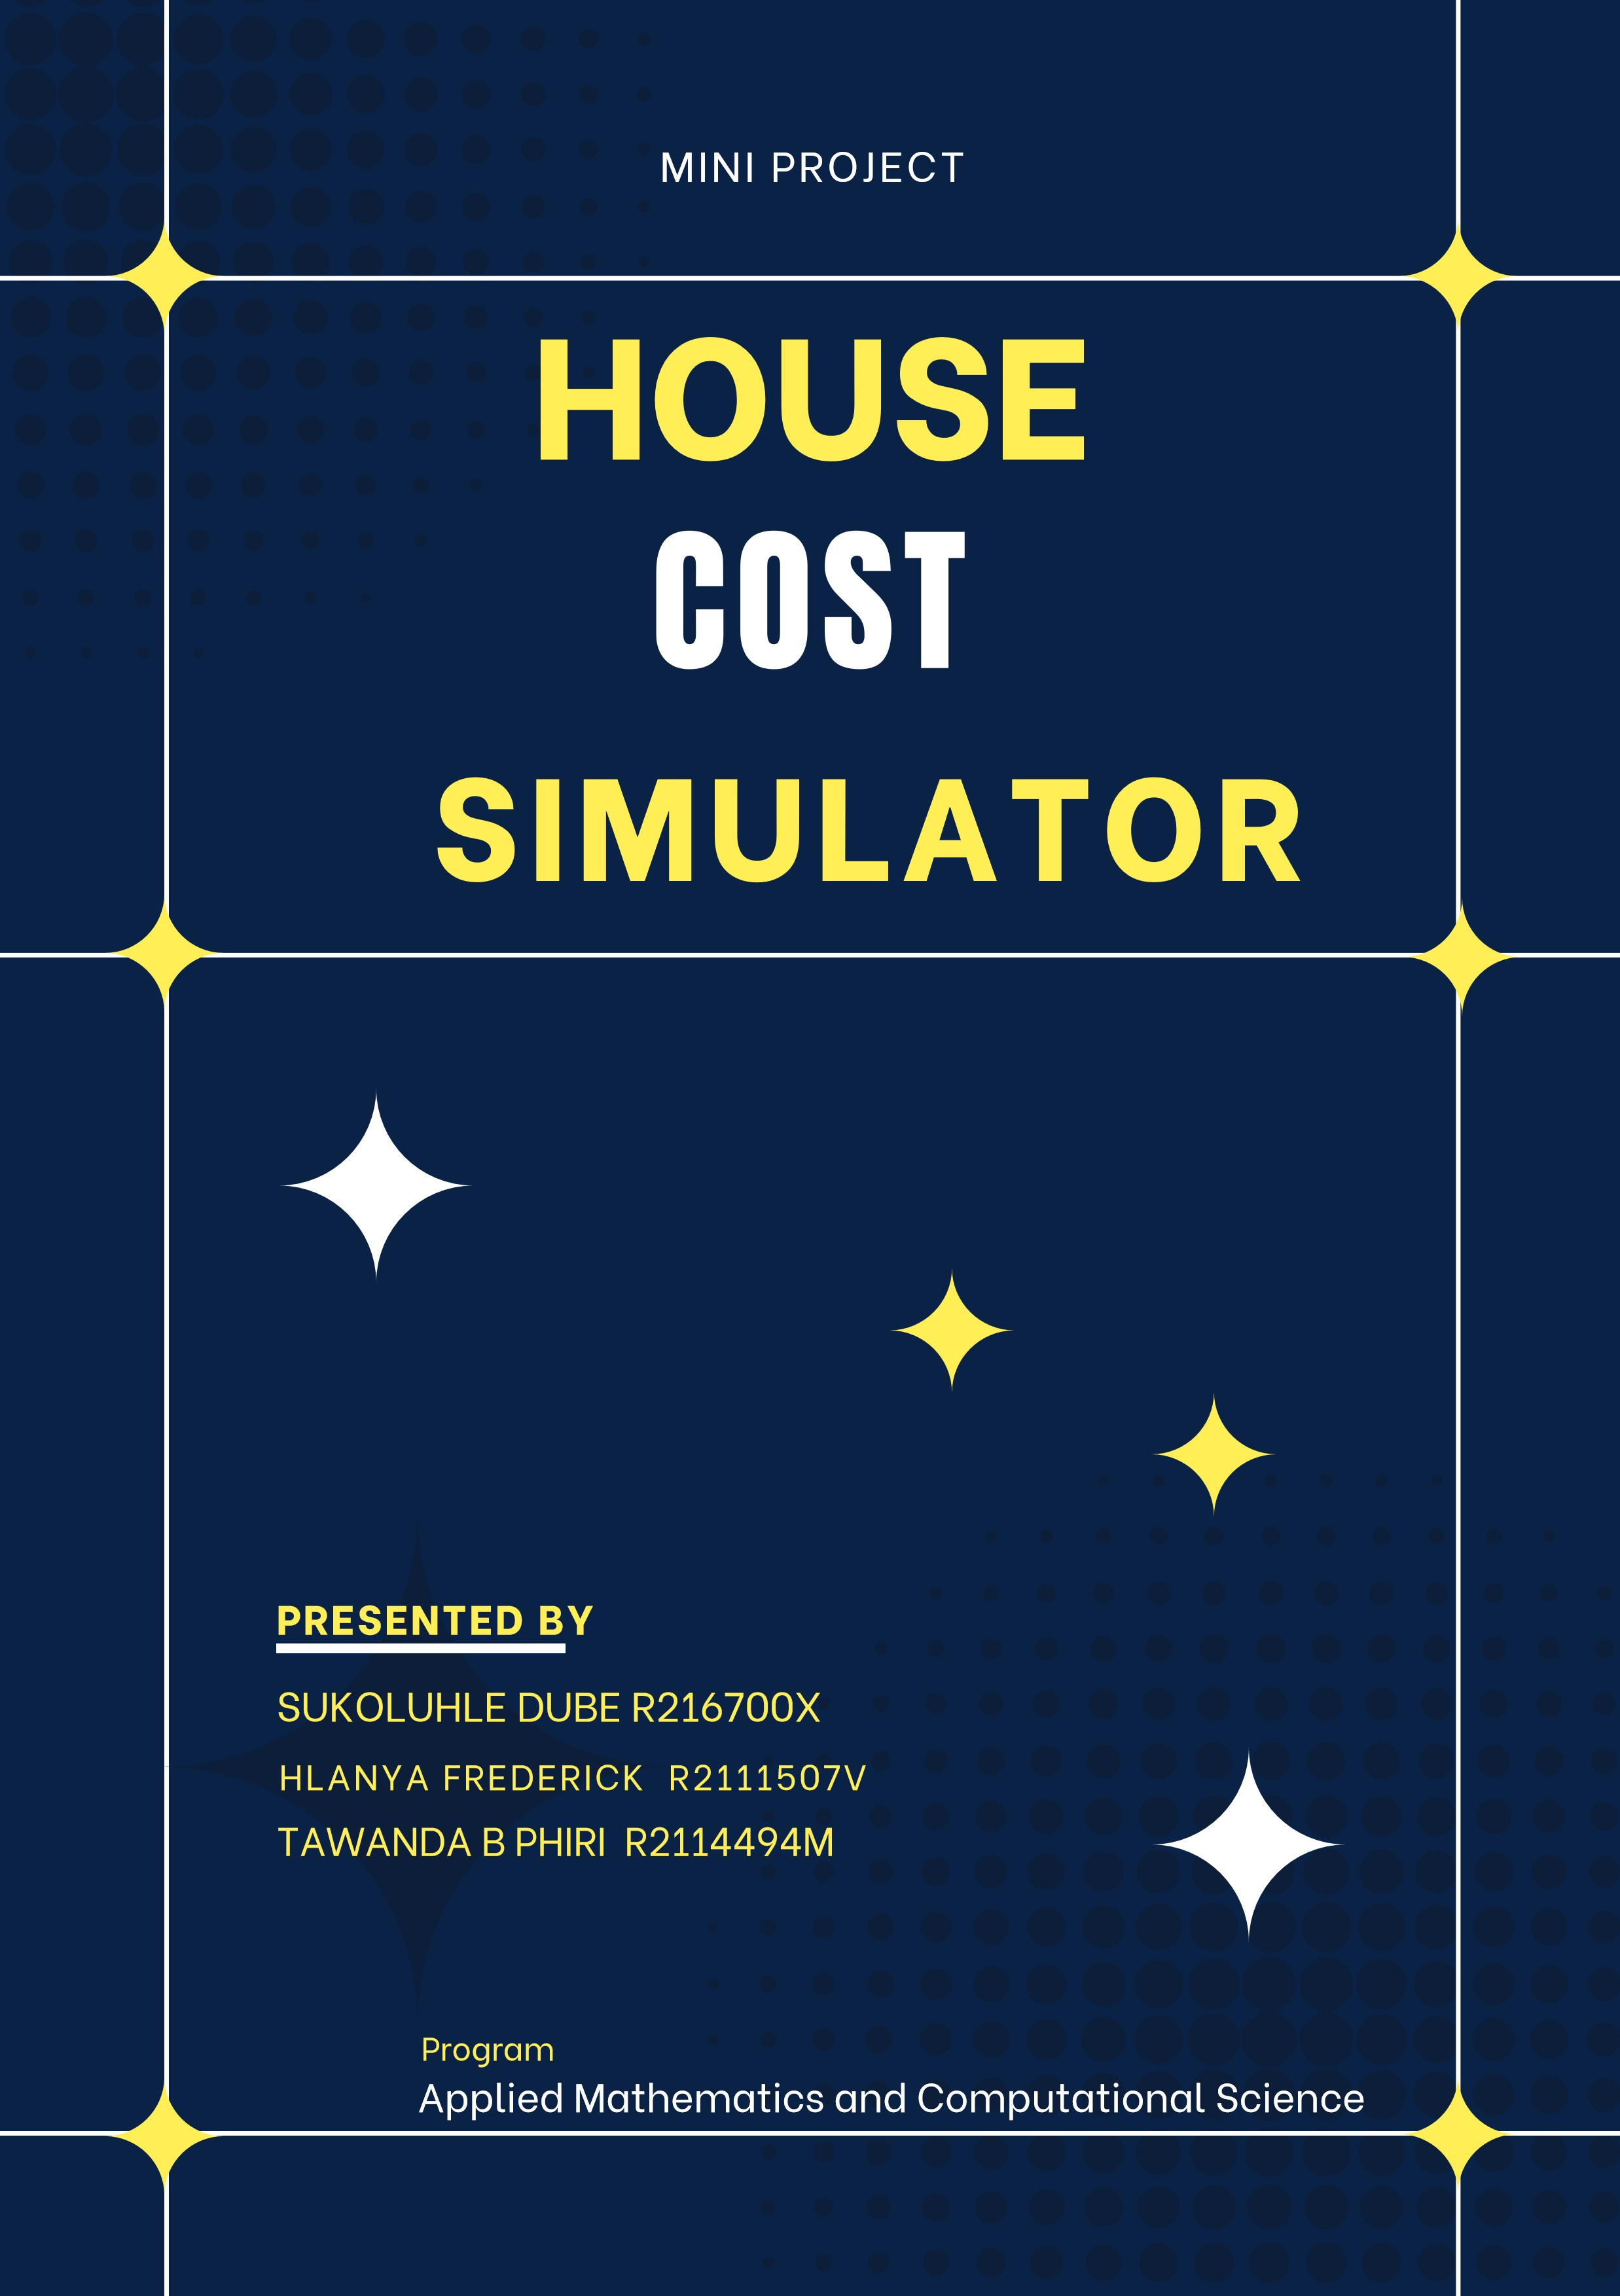 MINI PROJECT
HOUSE
COST
SIMULATOR
PRESENTED BY
SUKOLUHLE DUBE R216700X
HLANYA FREDERICK R2111507V
TAWANDA B PHIRI R2114494M
Program
Applied Mathematics and Computational Science